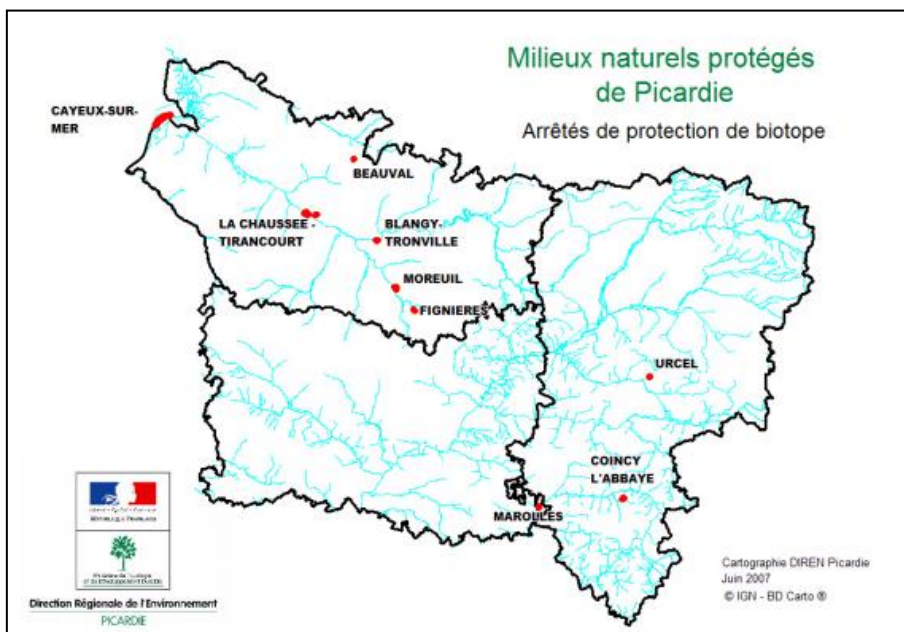 Milieux naturels protégés
de Picardie
Arrêtés de protection de biotope
CAYEUX-SUR-
MER
BEAUVAL
LA CHAUSSEE -
TIRANCOURT
BLANGY-
TRONVILLE
MOREUIL
FIGNIERES
URCEL
COINCY
L'ABBAYE
MAROLLES
RÉPUBLIQUE FRANÇAISE
Direction Régionale de l'Environnement
PICARDIE
Cartographie DIREN Picardie
Juin 2007
© IGN - BD Carto ®